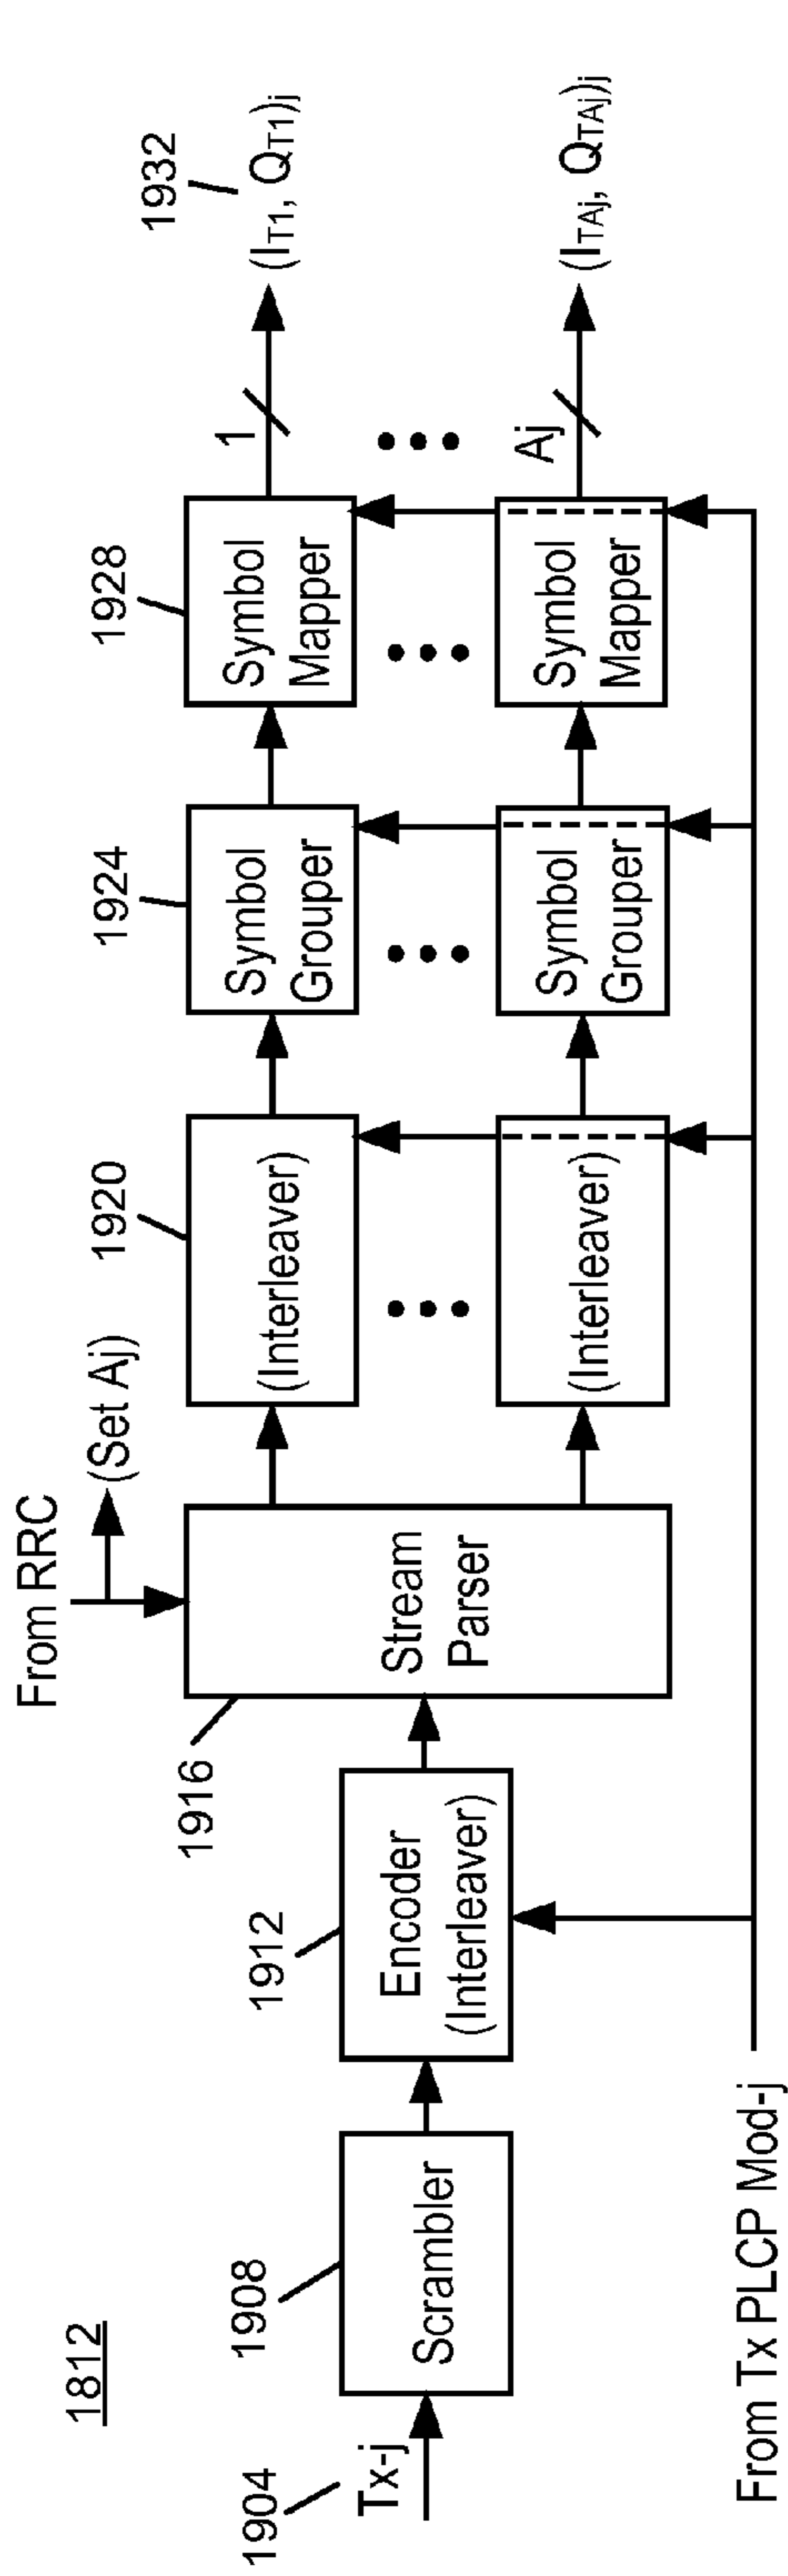 1812
1904
Tx-j
1908
Scrambler
1912
Encoder
(Interleaver)
1916
Stream
Parser
From RRC
(Set Aj)
1920
(Interleaver)
(Interleaver)
1924
Symbol
Grouper
Symbol
Grouper
1928
Symbol
Mapper
Symbol
Mapper
1
Aj
1932
(IT1, QT1)j
(ITAj, QTAj)j
From Tx PLCP Mod-j